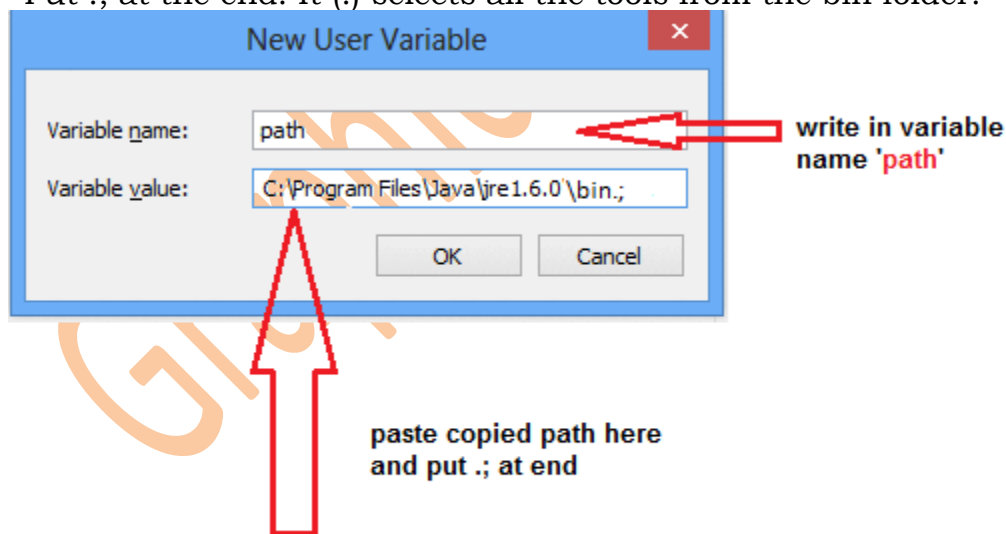 Put .; at the end. It (.) selects all the tools from the bin folder.
New User Variable
Variable name:
path
write in variable
name 'path'
Variable value:
C:\Program Files\Java\jre1.6.0\bin.;
OK
Cancel
paste copied path here
and put .; at end
Graphic